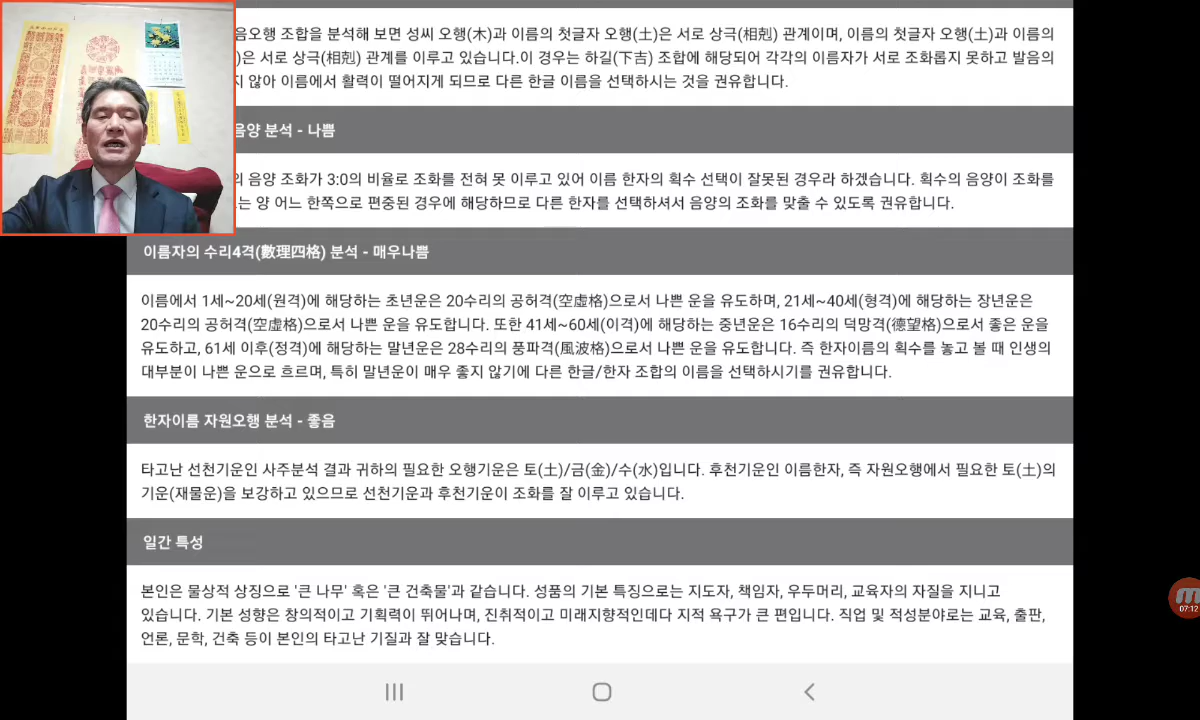 음오행 조합을 분석해 보면 성씨 오행(木)과 이름의 첫글자 오행(土)은 서로 상극(相剋) 관계이며, 이름의 첫글자 오행(土)과 이름의
)은 서로 상극(相剋) 관계를 이루고 있습니다.이 경우는 하길(下吉) 조합에 해당되어 각각의 이름자가 서로 조화롭지 못하고 발음의
지 않아 이름에서 활력이 떨어지게 되므로 다른 한글 이름을 선택하시는 것을 권유합니다.
음양 분석 - 나쁨
의 음양 조화가 3:0의 비율로 조화를 전혀 못 이루고 있어 이름 한자의 획수 선택이 잘못된 경우라 하겠습니다. 획수의 음양이 조화를
는 양 어느 한쪽으로 편중된 경우에 해당하므로 다른 한자를 선택하셔서 음양의 조화를 맞출 수 있도록 권유합니다.
이름자의 수리4격(數理四格) 분석 - 매우나쁨
이름에서 1세~20세(원격)에 해당하는 초년운은 20수리의 공허격(空虛格)으로서 나쁜 운을 유도하며, 21세~40세(형격)에 해당하는 장년운은
20수리의 공허격(空虛格)으로서 나쁜 운을 유도합니다. 또한 41세~60세(이격)에 해당하는 중년운은 16수리의 덕망격(德望格)으로서 좋은 운을
유도하고, 61세 이후(정격)에 해당하는 말년운은 28수리의 풍파격(風波格)으로서 나쁜 운을 유도합니다. 즉 한자이름의 획수를 놓고 볼 때 인생의
대부분이 나쁜 운으로 흐르며, 특히 말년운이 매우 좋지 않기에 다른 한글/한자 조합의 이름을 선택하시기를 권유합니다.
한자이름 자원오행 분석 - 좋음
타고난 선천기운인 사주분석 결과 귀하의 필요한 오행기운은 토(土)/금(金)/수(水)입니다. 후천기운인 이름한자, 즉 자원오행에서 필요한 토(土)의
기운(재물운)을 보강하고 있으므로 선천기운과 후천기운이 조화를 잘 이루고 있습니다.
일간 특성
본인은 물상적 상징으로 '큰 나무' 혹은 '큰 건축물'과 같습니다. 성품의 기본 특징으로는 지도자, 책임자, 우두머리, 교육자의 자질을 지니고
있습니다. 기본 성향은 창의적이고 기획력이 뛰어나며, 진취적이고 미래지향적인데다 지적 욕구가 큰 편입니다. 직업 및 적성분야로는 교육, 출판,
언론, 문학, 건축 등이 본인의 타고난 기질과 잘 맞습니다.
07:12